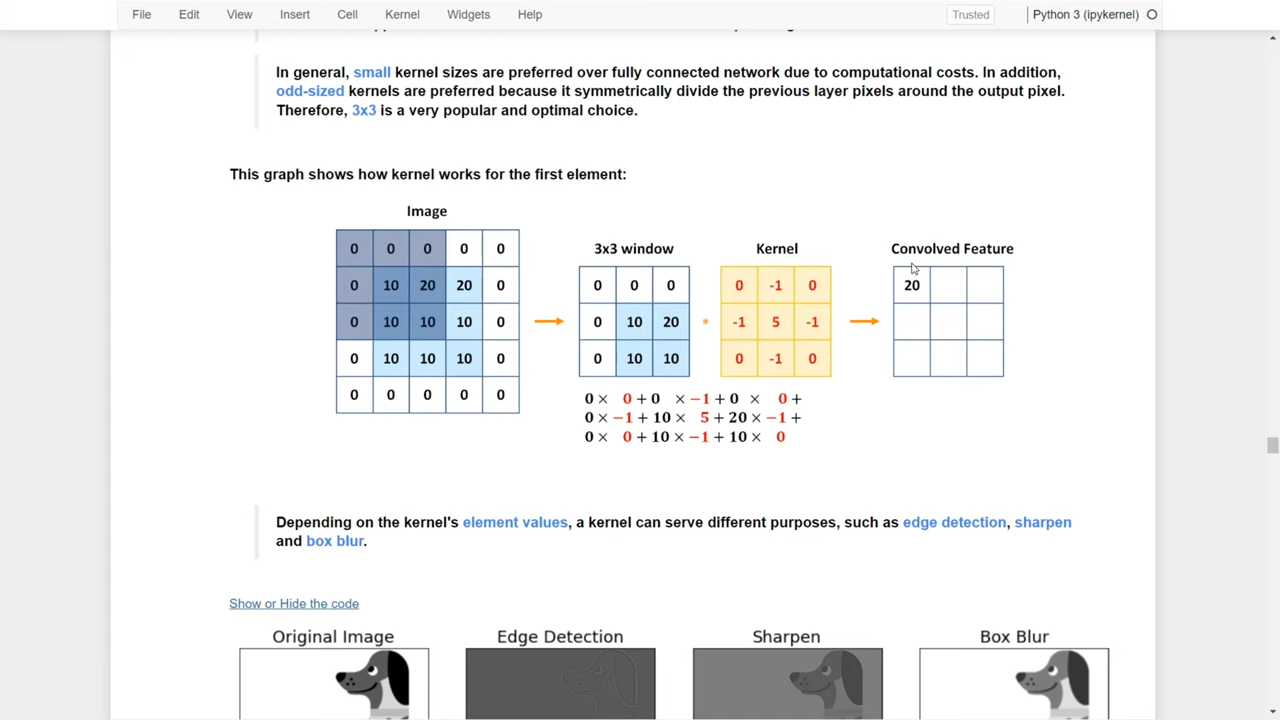 File Edit View Insert Cell Kernel Widgets Help Trusted Python 3 (ipykernel)
In general, small kernel sizes are preferred over fully connected network due to computational costs. In addition,
odd-sized kernels are preferred because it symmetrically divide the previous layer pixels around the output pixel.
Therefore, 3x3 is a very popular and optimal choice.
This graph shows how kernel works for the first element:
Image
0 0 0 0 0
0 10 20 20 0
0 10 10 10 0
0 10 10 10 0
0 0 0 0 0
3x3 window
0 0 0
0 10 20
0 10 10
*
Kernel
0 -1 0
-1 5 -1
0 -1 0
Convolved Feature
20
0 × 0 + 0 × −1 + 0 × 0 +
0 × −1 + 10 × 5 + 20 × −1 +
0 × 0 + 10 × −1 + 10 × 0
Depending on the kernel's element values, a kernel can serve different purposes, such as edge detection, sharpen
and box blur.
Show or Hide the code
Original Image Edge Detection Sharpen Box Blur